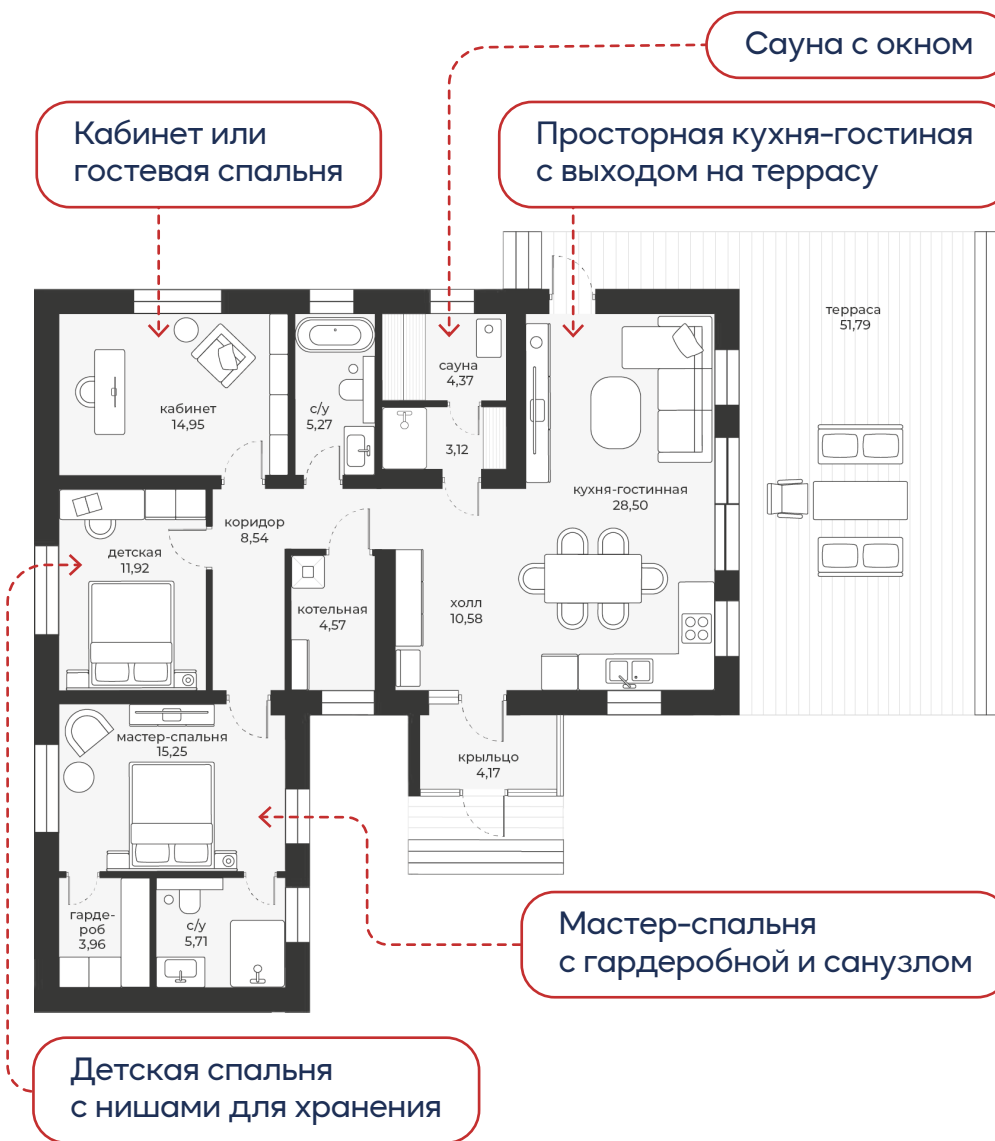 Сауна с окном
Кабинет или
гостевая спальня
Просторная кухня-гостиная
с выходом на террасу
терраса
51,79
сауна
4,37
кабинет
14,95
с/у
5,27
3,12
кухня-гостинная
28,50
коридор
8,54
детская
11,92
котельная
4,57
холл
10,58
мастер-спальня
15,25
крыльцо
4,17
гарде-
роб
3,96
с/у
5,71
Мастер-спальня
с гардеробной и санузлом
Детская спальня
с нишами для хранения